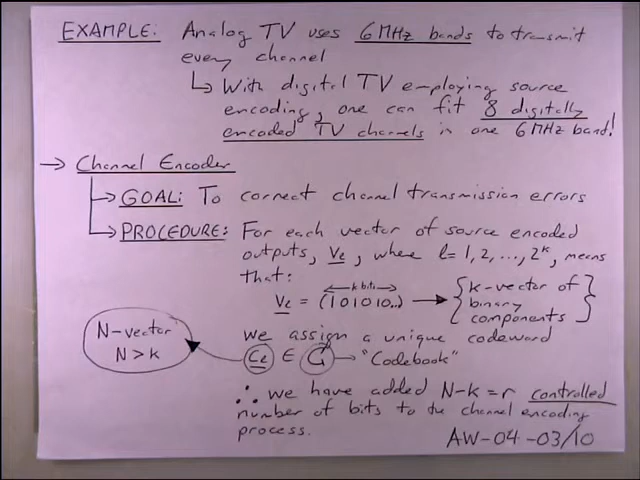 EXAMPLE: Analog TV uses 6MHz bands to transmit
every channel
↳ With digital TV employing source
encoding, one can fit 8 digitally
encoded TV channels in one 6MHz band!
→ Channel Encoder
GOAL: To correct channel transmission errors
PROCEDURE: For each vector of source encoded
outputs, Vℓ, where ℓ=1,2,...,2^k, means
that:
k bits
Vℓ = (101010..) → {k-vector of
binary
components}
we assign a unique codeword
N-vector
N>k
Cℓ ∈ C → "Codebook"
∴ we have added N-k=r controlled
number of bits to the channel encoding
process.
AW-04-03/10